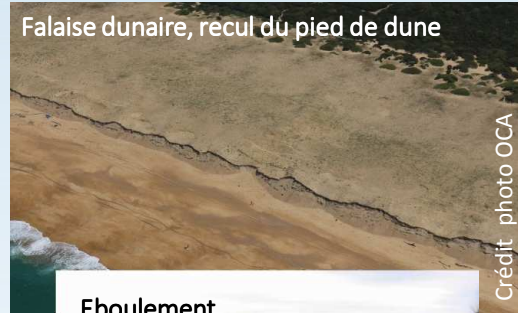 Falaise dunaire, recul du pied de dune
Crédit photo OCA
Eboulement